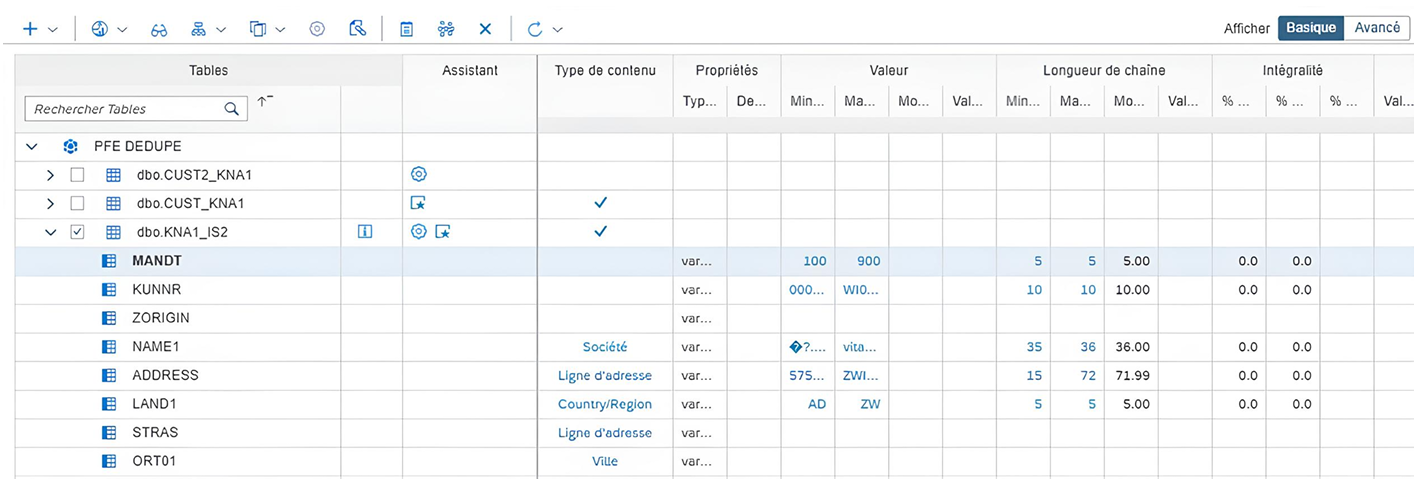 Afficher Basique Avancé
Tables Assistant Type de contenu Propriétés Valeur Longueur de chaîne Intégralité
Rechercher Tables Typ... De... Min... Ma... Mo... Val... Min... Ma... Mo... Val... % ... % ... % ... Val...
PFE DEDUPE
dbo.CUST2_KNA1
dbo.CUST_KNA1
dbo.KNA1_IS2
MANDT var... 100 900 5 5 5.00 0.0 0.0
KUNNR var... 000... WI0... 10 10 10.00 0.0 0.0
ZORIGIN var...
NAME1 Société var... �?.... vita... 35 36 36.00 0.0 0.0
ADDRESS Ligne d'adresse var... 575... ZWI... 15 72 71.99 0.0 0.0
LAND1 Country/Region var... AD ZW 5 5 5.00 0.0 0.0
STRAS Ligne d'adresse var...
ORT01 Ville var...